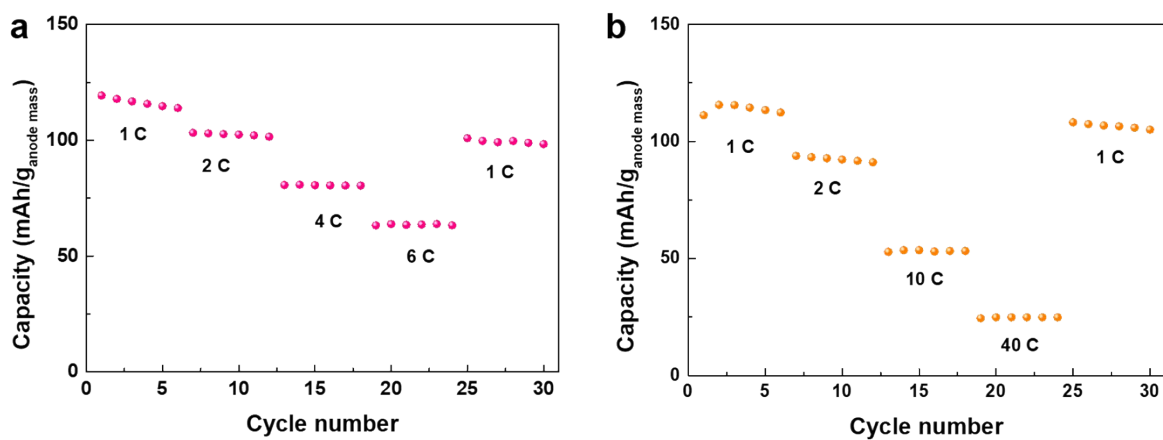 a
Capacity (mAh/g_anode mass)
150
100
50
0
1 C
2 C
4 C
6 C
1 C
0 5 10 15 20 25 30
Cycle number
b
Capacity (mAh/g_anode mass)
150
100
50
0
1 C
2 C
10 C
40 C
1 C
0 5 10 15 20 25 30
Cycle number